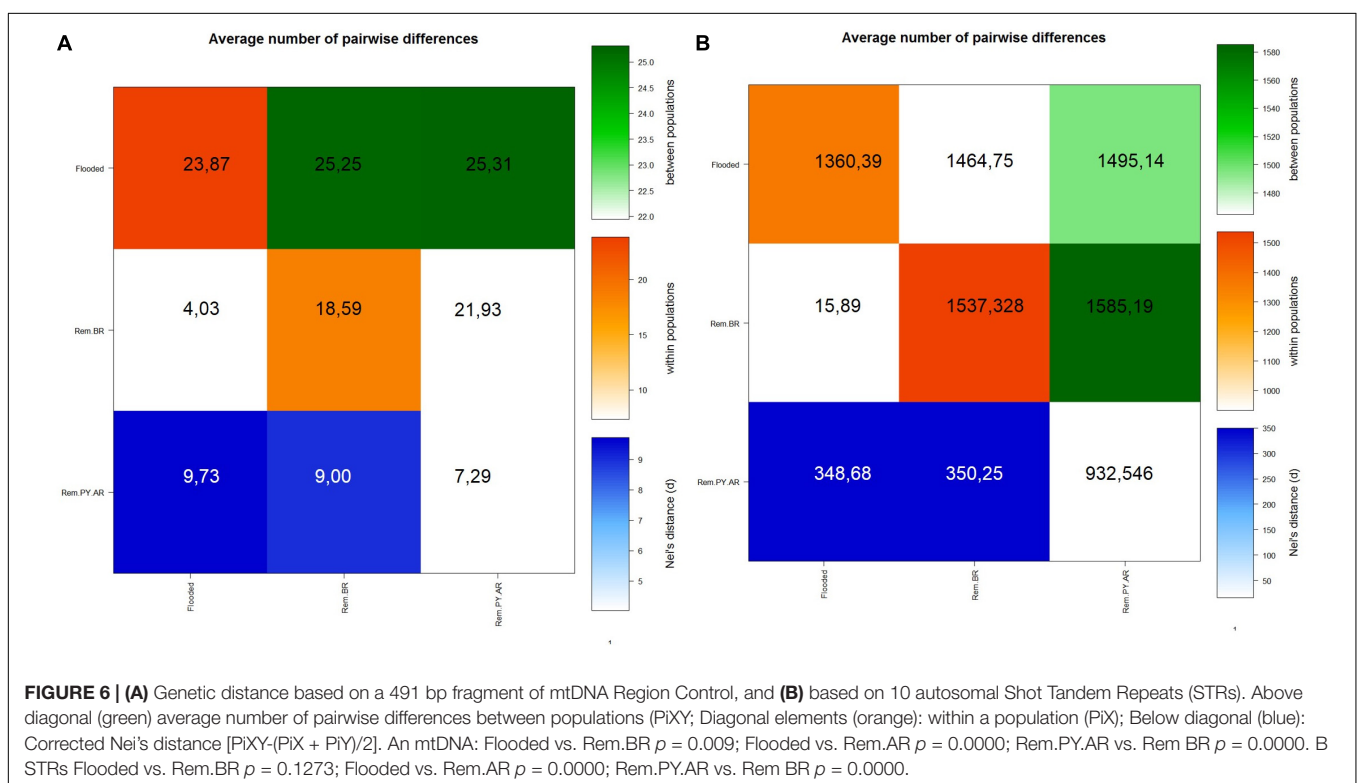 A
Average number of pairwise differences
Flooded
Rem.BR
Rem.PY.AR
23,87
25,25
25,31
4,03
18,59
21,93
9,73
9,00
7,29
Flooded
Rem.BR
Rem.PY.AR
25.0
24.5
24.0
23.5
23.0
22.5
22.0
between populations
20
15
10
within populations
9
8
7
6
5
Nei's distance (d)
1
B
Average number of pairwise differences
Flooded
Rem.BR
Rem.PY.AR
1360,39
1464,75
1495,14
15,89
1537,328
1585,19
348,68
350,25
932,546
Flooded
Rem.BR
Rem.PY.AR
1580
1560
1540
1520
1500
1480
between populations
1500
1400
1300
1200
1100
1000
within populations
350
300
250
200
150
100
50
Nei's distance (d)
1
FIGURE 6 | (A) Genetic distance based on a 491 bp fragment of mtDNA Region Control, and (B) based on 10 autosomal Shot Tandem Repeats (STRs). Above
diagonal (green) average number of pairwise differences between populations (PiXY; Diagonal elements (orange): within a population (PiX); Below diagonal (blue):
Corrected Nei's distance [PiXY-(PiX + PiY)/2]. An mtDNA: Flooded vs. Rem.BR p = 0.009; Flooded vs. Rem.AR p = 0.0000; Rem.PY.AR vs. Rem BR p = 0.0000. B
STRs Flooded vs. Rem.BR p = 0.1273; Flooded vs. Rem.AR p = 0.0000; Rem.PY.AR vs. Rem BR p = 0.0000.